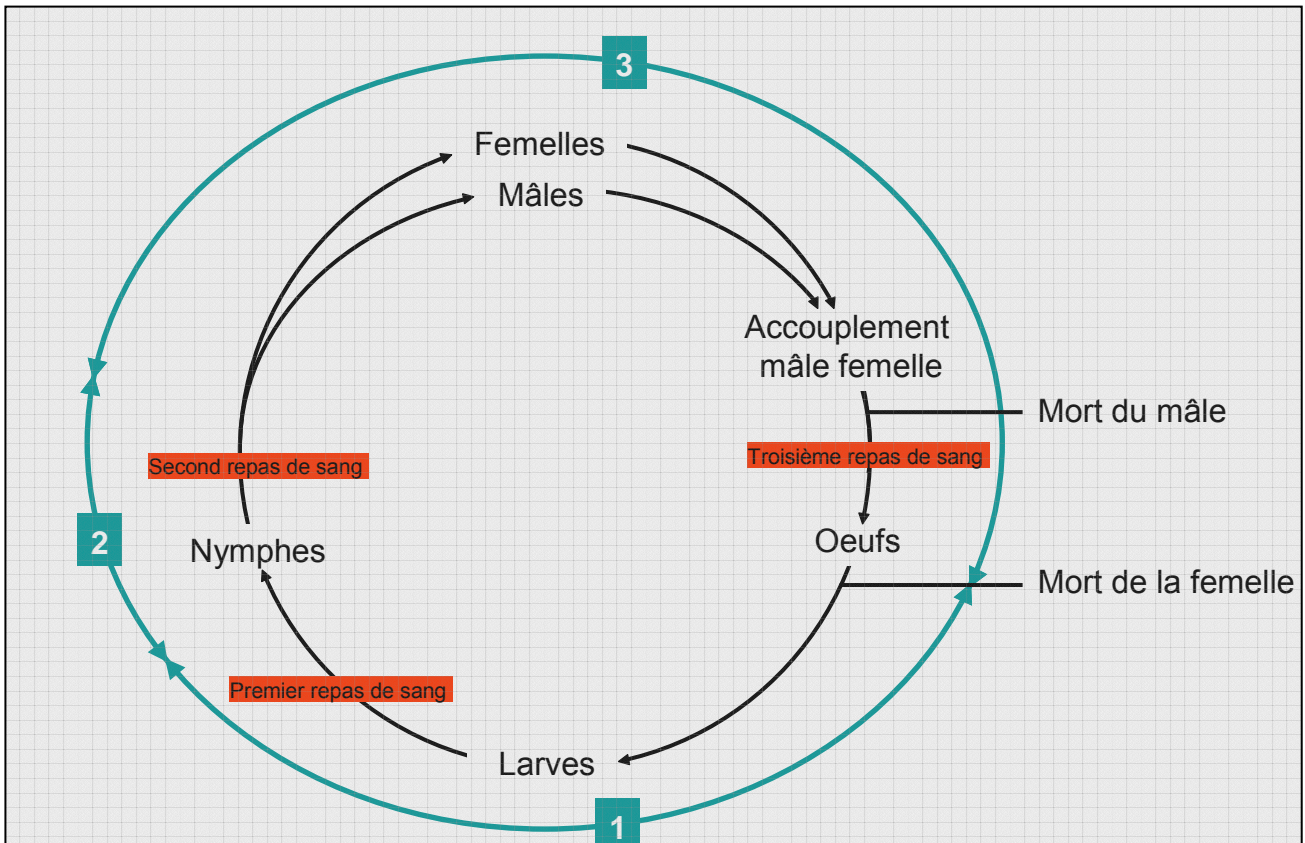 3
Femelles
Mâles
Accouplement
mâle femelle
Mort du mâle
Second repas de sang
Troisième repas de sang
2
Nymphes
Oeufs
Mort de la femelle
Premier repas de sang
Larves
1